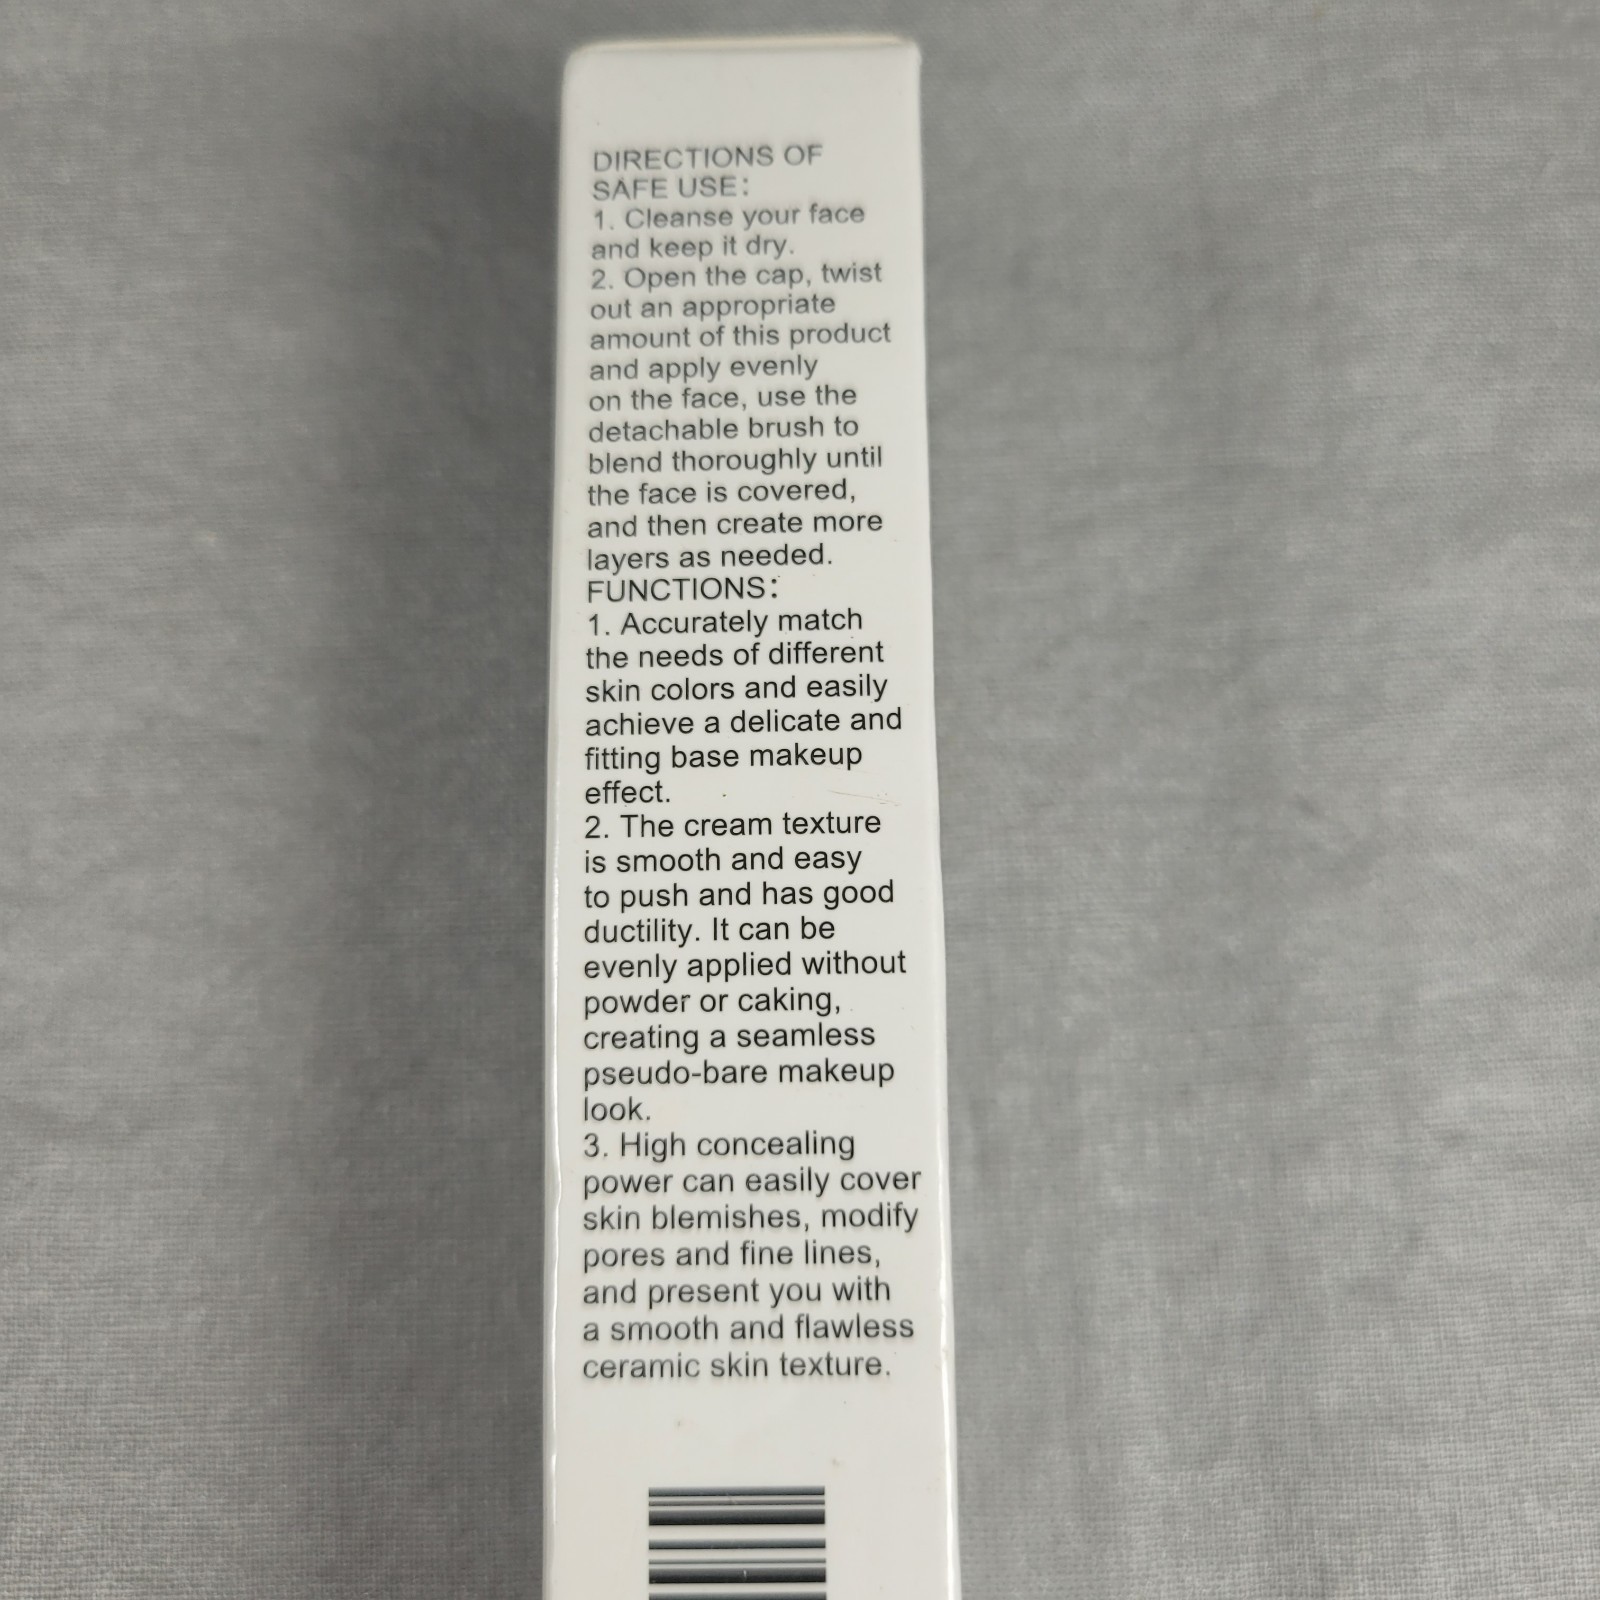 DIRECTIONS OF
SAFE USE:
1. Cleanse your face
and keep it dry.
2. Open the cap, twist
out an appropriate
amount of this product
and apply evenly
on the face, use the
detachable brush to
blend thoroughly until
the face is covered,
and then create more
layers as needed.
FUNCTIONS:
1. Accurately match
the needs of different
skin colors and easily
achieve a delicate and
fitting base makeup
effect.
2. The cream texture
is smooth and easy
to push and has good
ductility. It can be
evenly applied without
powder or caking,
creating a seamless
pseudo-bare makeup
look.
3. High concealing
power can easily cover
skin blemishes, modify
pores and fine lines,
and present you with
a smooth and flawless
ceramic skin texture.